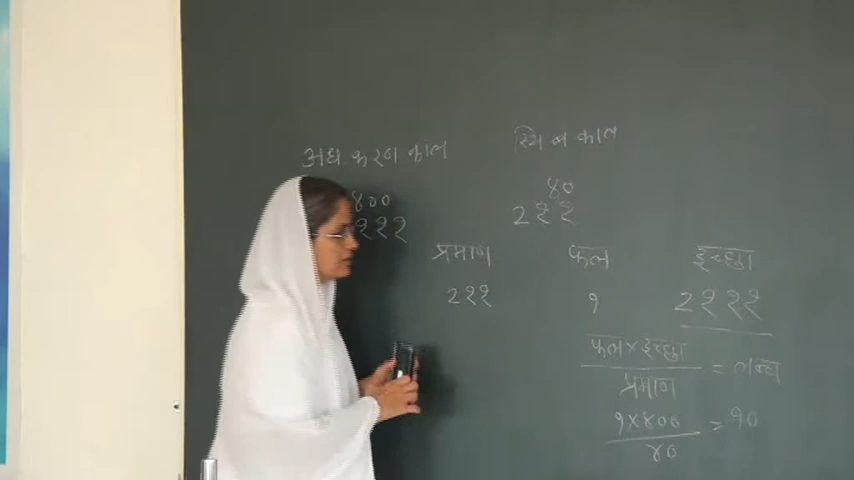 अध करण काल
स्थिति काल
४००
२२२
४०
२२२
प्रमाण फल इच्छा
२२२ १ २२२२
फल × इच्छा = लब्ध
प्रमाण
१×४०० = १०
४०